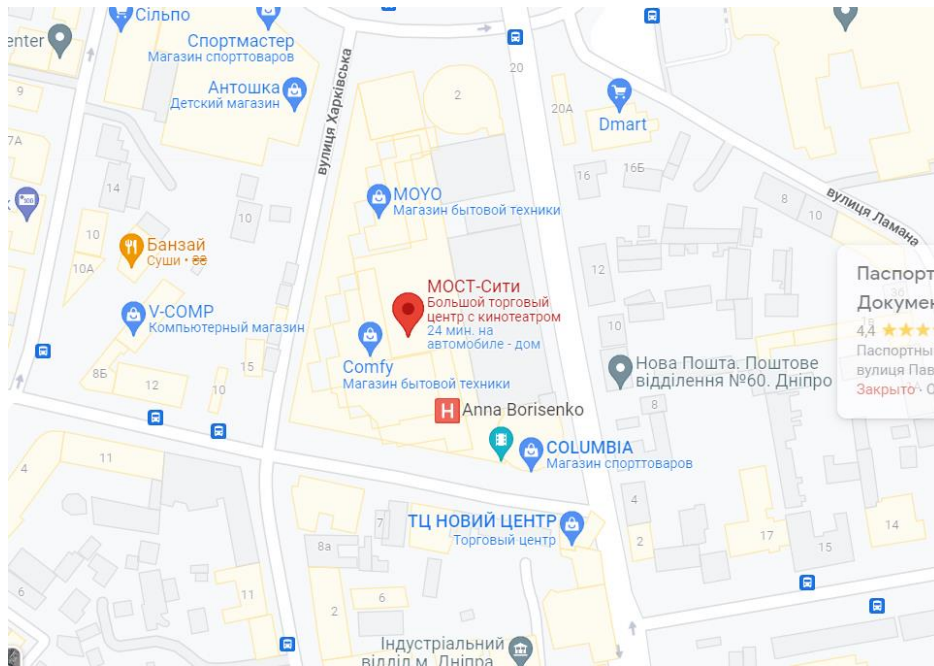 Сільпо
enter
Спортмастер
Магазин спорттоваров
20
9
Антошка
Детский магазин
2
20А
Dmart
7А
вулиця Харківська
16Б
16
14
MOYO
Магазин бытовой техники
8
10
вулиця Ламана
10
10
Банзай
Суши • ₴₴
10А
12
МОСТ-Сити
Большой торговый
центр с кинотеатром
24 мин. на
автомобиле - дом
Паспорт
Докумен
4,4
Паспортны
вулиця Пав
Закрыто
V-COMP
Компьютерный магазин
10
15
Comfy
Магазин бытовой техники
Нова Пошта. Поштове
відділення №60. Дніпро
8Б
12
10
8
H Anna Borisenko
COLUMBIA
Магазин спорттоваров
4
11
4
7
ТЦ НОВИЙ ЦЕНТР
Торговый центр
8а
2
17
15
14
6
11
2
6
Індустріальний
відділ м. Дніпра